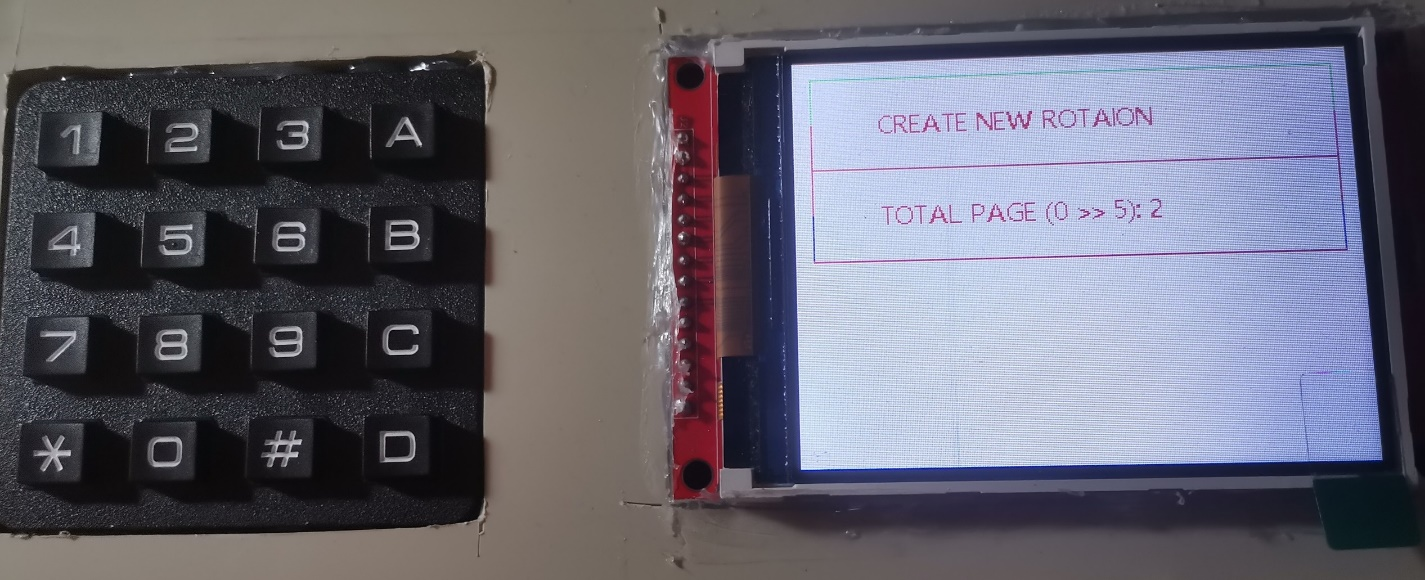 1 2 3 A
4 5 6 B
7 8 9 C
* 0 # D
CREATE NEW ROTAION
TOTAL PAGE (0 >> 5): 2